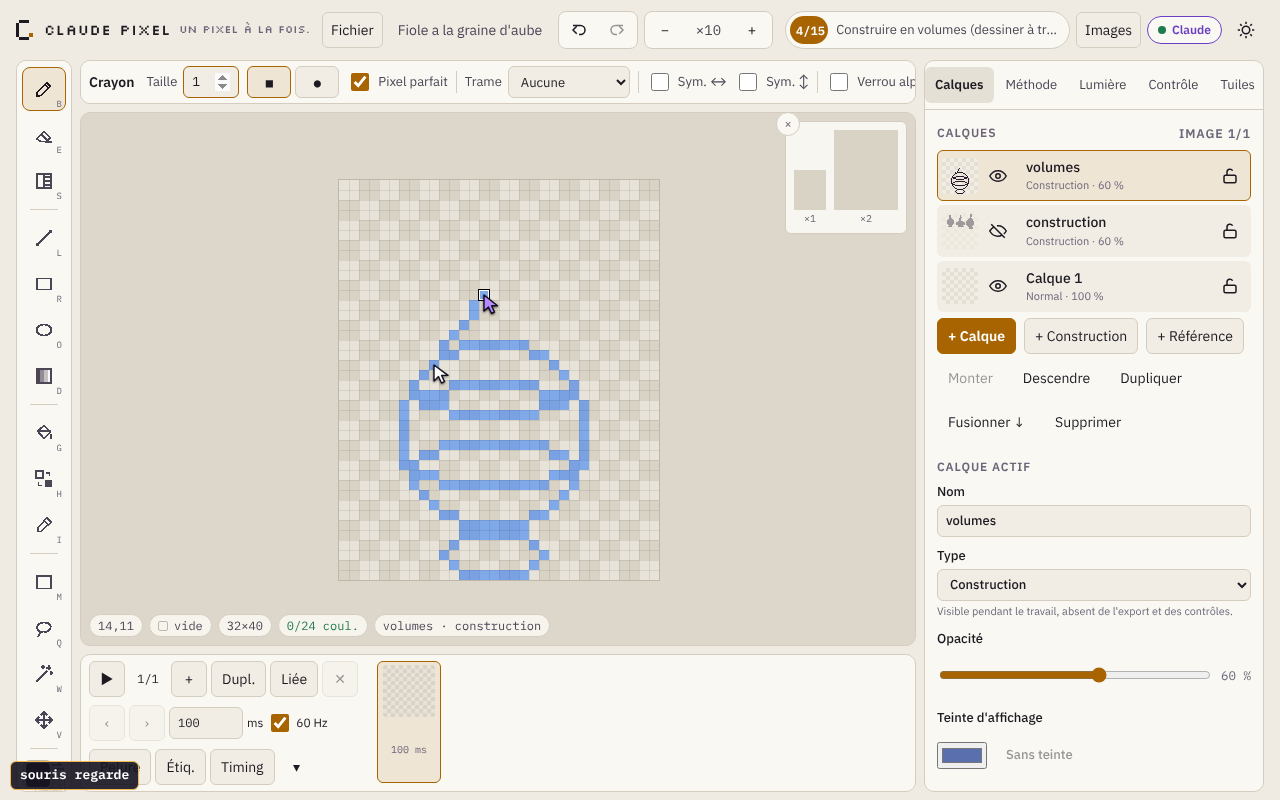 CLAUDE PIXEL UN PIXEL À LA FOIS. Fichier Fiole a la graine d'aube − ×10 + 4/15 Construire en volumes (dessiner à tr… Images Claude
Crayon Taille 1 Pixel parfait Trame Aucune Sym. ↔ Sym. ↕ Verrou alp
B
E
S
L
R
O
D
G
H
I
M
Q
W
V
×
×1 ×2
14,11 vide 32×40 0/24 coul. volumes · construction
1/1 + Dupl. Liée ×
‹ › 100 ms 60 Hz
Étiq. Timing ▼
100 ms
souris regarde
Calques Méthode Lumière Contrôle Tuiles
CALQUES IMAGE 1/1
volumes
Construction · 60 %
construction
Construction · 60 %
Calque 1
Normal · 100 %
+ Calque + Construction + Référence
Monter Descendre Dupliquer
Fusionner ↓ Supprimer
CALQUE ACTIF
Nom
volumes
Type
Construction
Visible pendant le travail, absent de l'export et des contrôles.
Opacité
60 %
Teinte d'affichage
Sans teinte